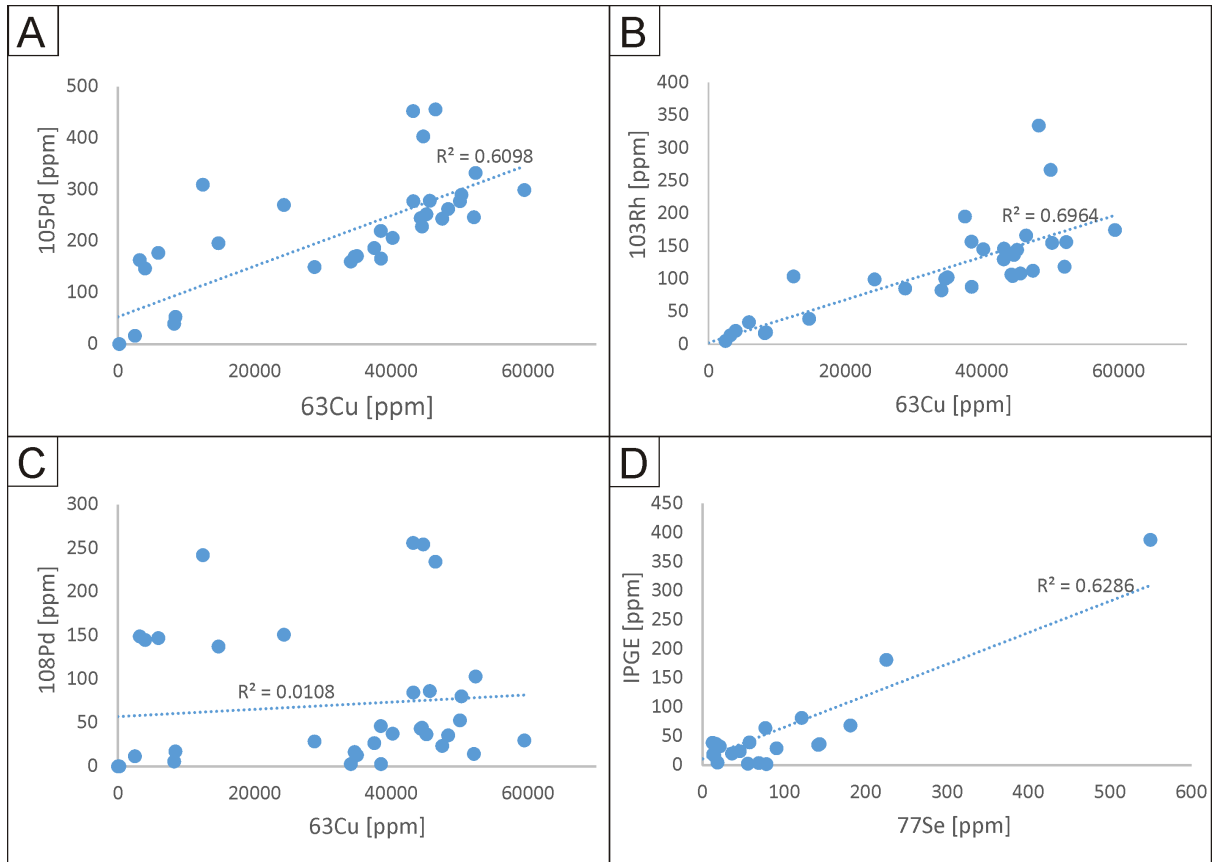 A
500
400
300
200
100
0
105Pd [ppm]
R² = 0.6098
0 20000 40000 60000
63Cu [ppm]
B
400
350
300
250
200
150
100
50
0
103Rh [ppm]
R² = 0.6964
0 20000 40000 60000
63Cu [ppm]
C
300
250
200
150
100
50
0
108Pd [ppm]
R² = 0.0108
0 20000 40000 60000
63Cu [ppm]
D
450
400
350
300
250
200
150
100
50
0
IPGE [ppm]
R² = 0.6286
0 100 200 300 400 500 600
77Se [ppm]